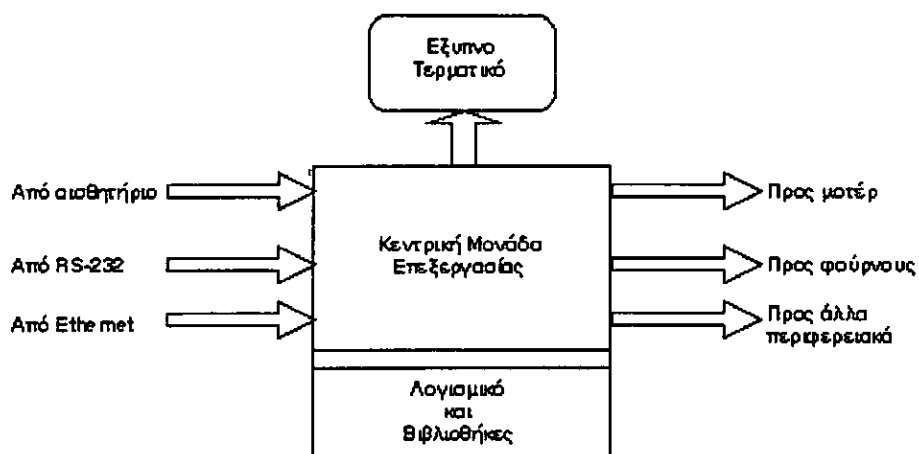 Εξυπνο
Τερματικό
Από αισθητήριο
Προς μοτέρ
Κεντρική Μονάδα
Επεξεργασίας
Από RS-232
Προς φούρνους
Από Ethernet
Προς άλλα
περιφερειακά
Λογισμικό
και
Βιβλιοθήκες